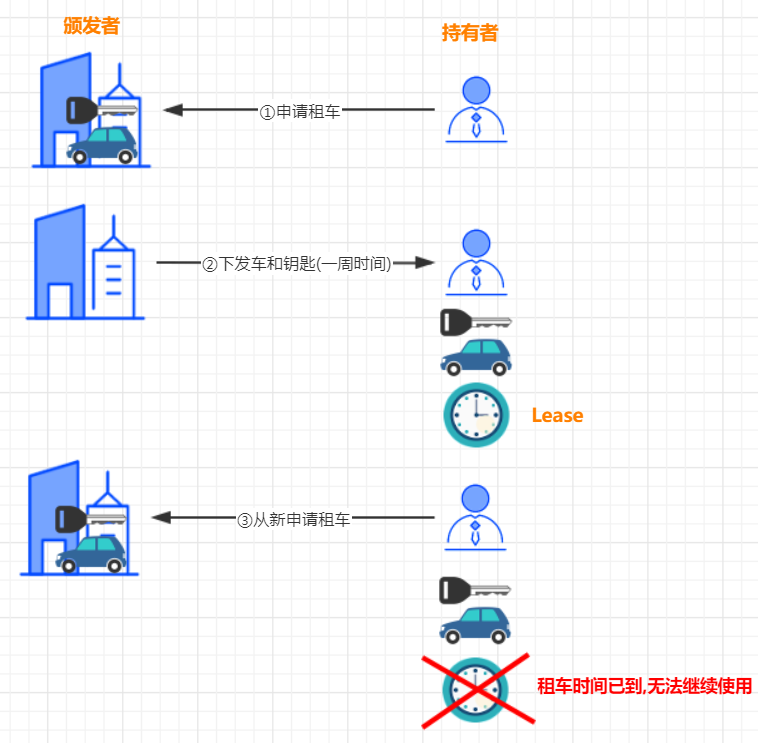 颁发者
持有者
①申请租车
②下发车和钥匙(一周时间)
Lease
③从新申请租车
租车时间已到,无法继续使用